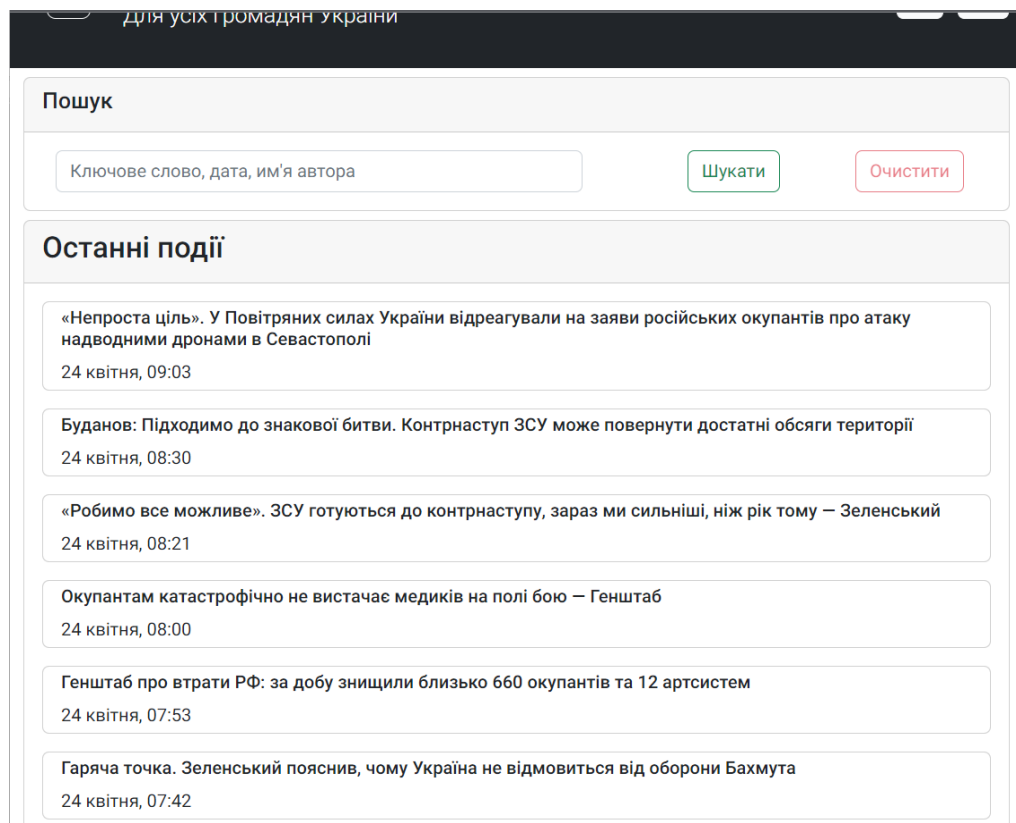 Для усіх громадян України
Пошук
Ключове слово, дата, им'я автора
Шукати
Очистити
Останні події
«Непроста ціль». У Повітряних силах України відреагували на заяви російських окупантів про атаку
надводними дронами в Севастополі
24 квітня, 09:03
Буданов: Підходимо до знакової битви. Контрнаступ ЗСУ може повернути достатні обсяги території
24 квітня, 08:30
«Робимо все можливе». ЗСУ готуються до контрнаступу, зараз ми сильніші, ніж рік тому — Зеленський
24 квітня, 08:21
Окупантам катастрофічно не вистачає медиків на полі бою — Генштаб
24 квітня, 08:00
Генштаб про втрати РФ: за добу знищили близько 660 окупантів та 12 артсистем
24 квітня, 07:53
Гаряча точка. Зеленський пояснив, чому Україна не відмовиться від оборони Бахмута
24 квітня, 07:42